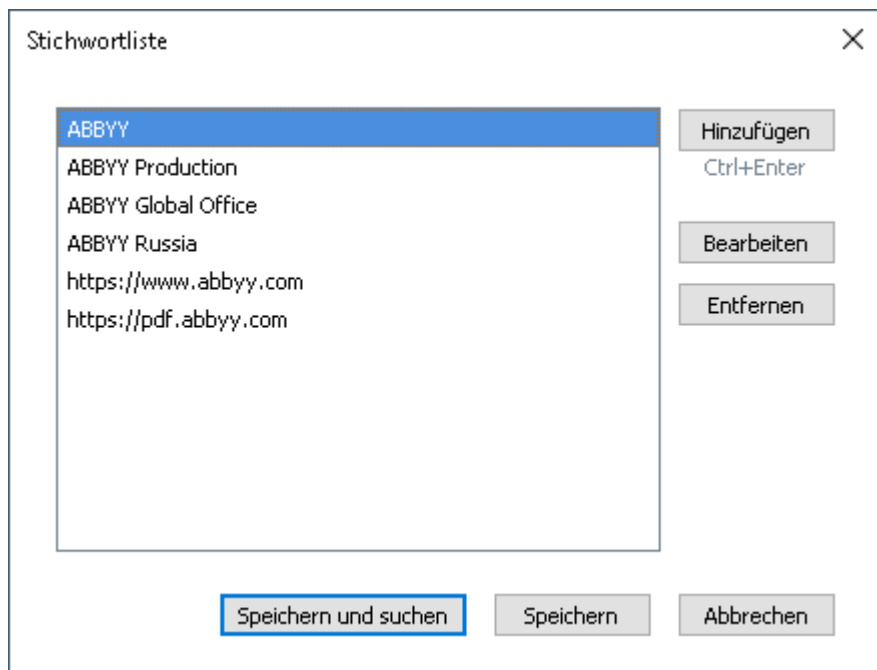 Stichwortliste
ABBYY
ABBYY Production
ABBYY Global Office
ABBYY Russia
https://www.abbyy.com
https://pdf.abbyy.com
Hinzufügen
Ctrl+Enter
Bearbeiten
Entfernen
Speichern und suchen
Speichern
Abbrechen